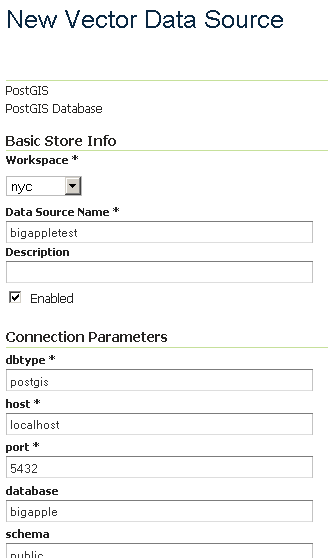 New Vector Data Source
PostGIS
PostGIS Database
Basic Store Info
Workspace *
nyc
Data Source Name *
bigappletest
Description
Enabled
Connection Parameters
dbtype *
postgis
host *
localhost
port *
5432
database
bigapple
schema
public